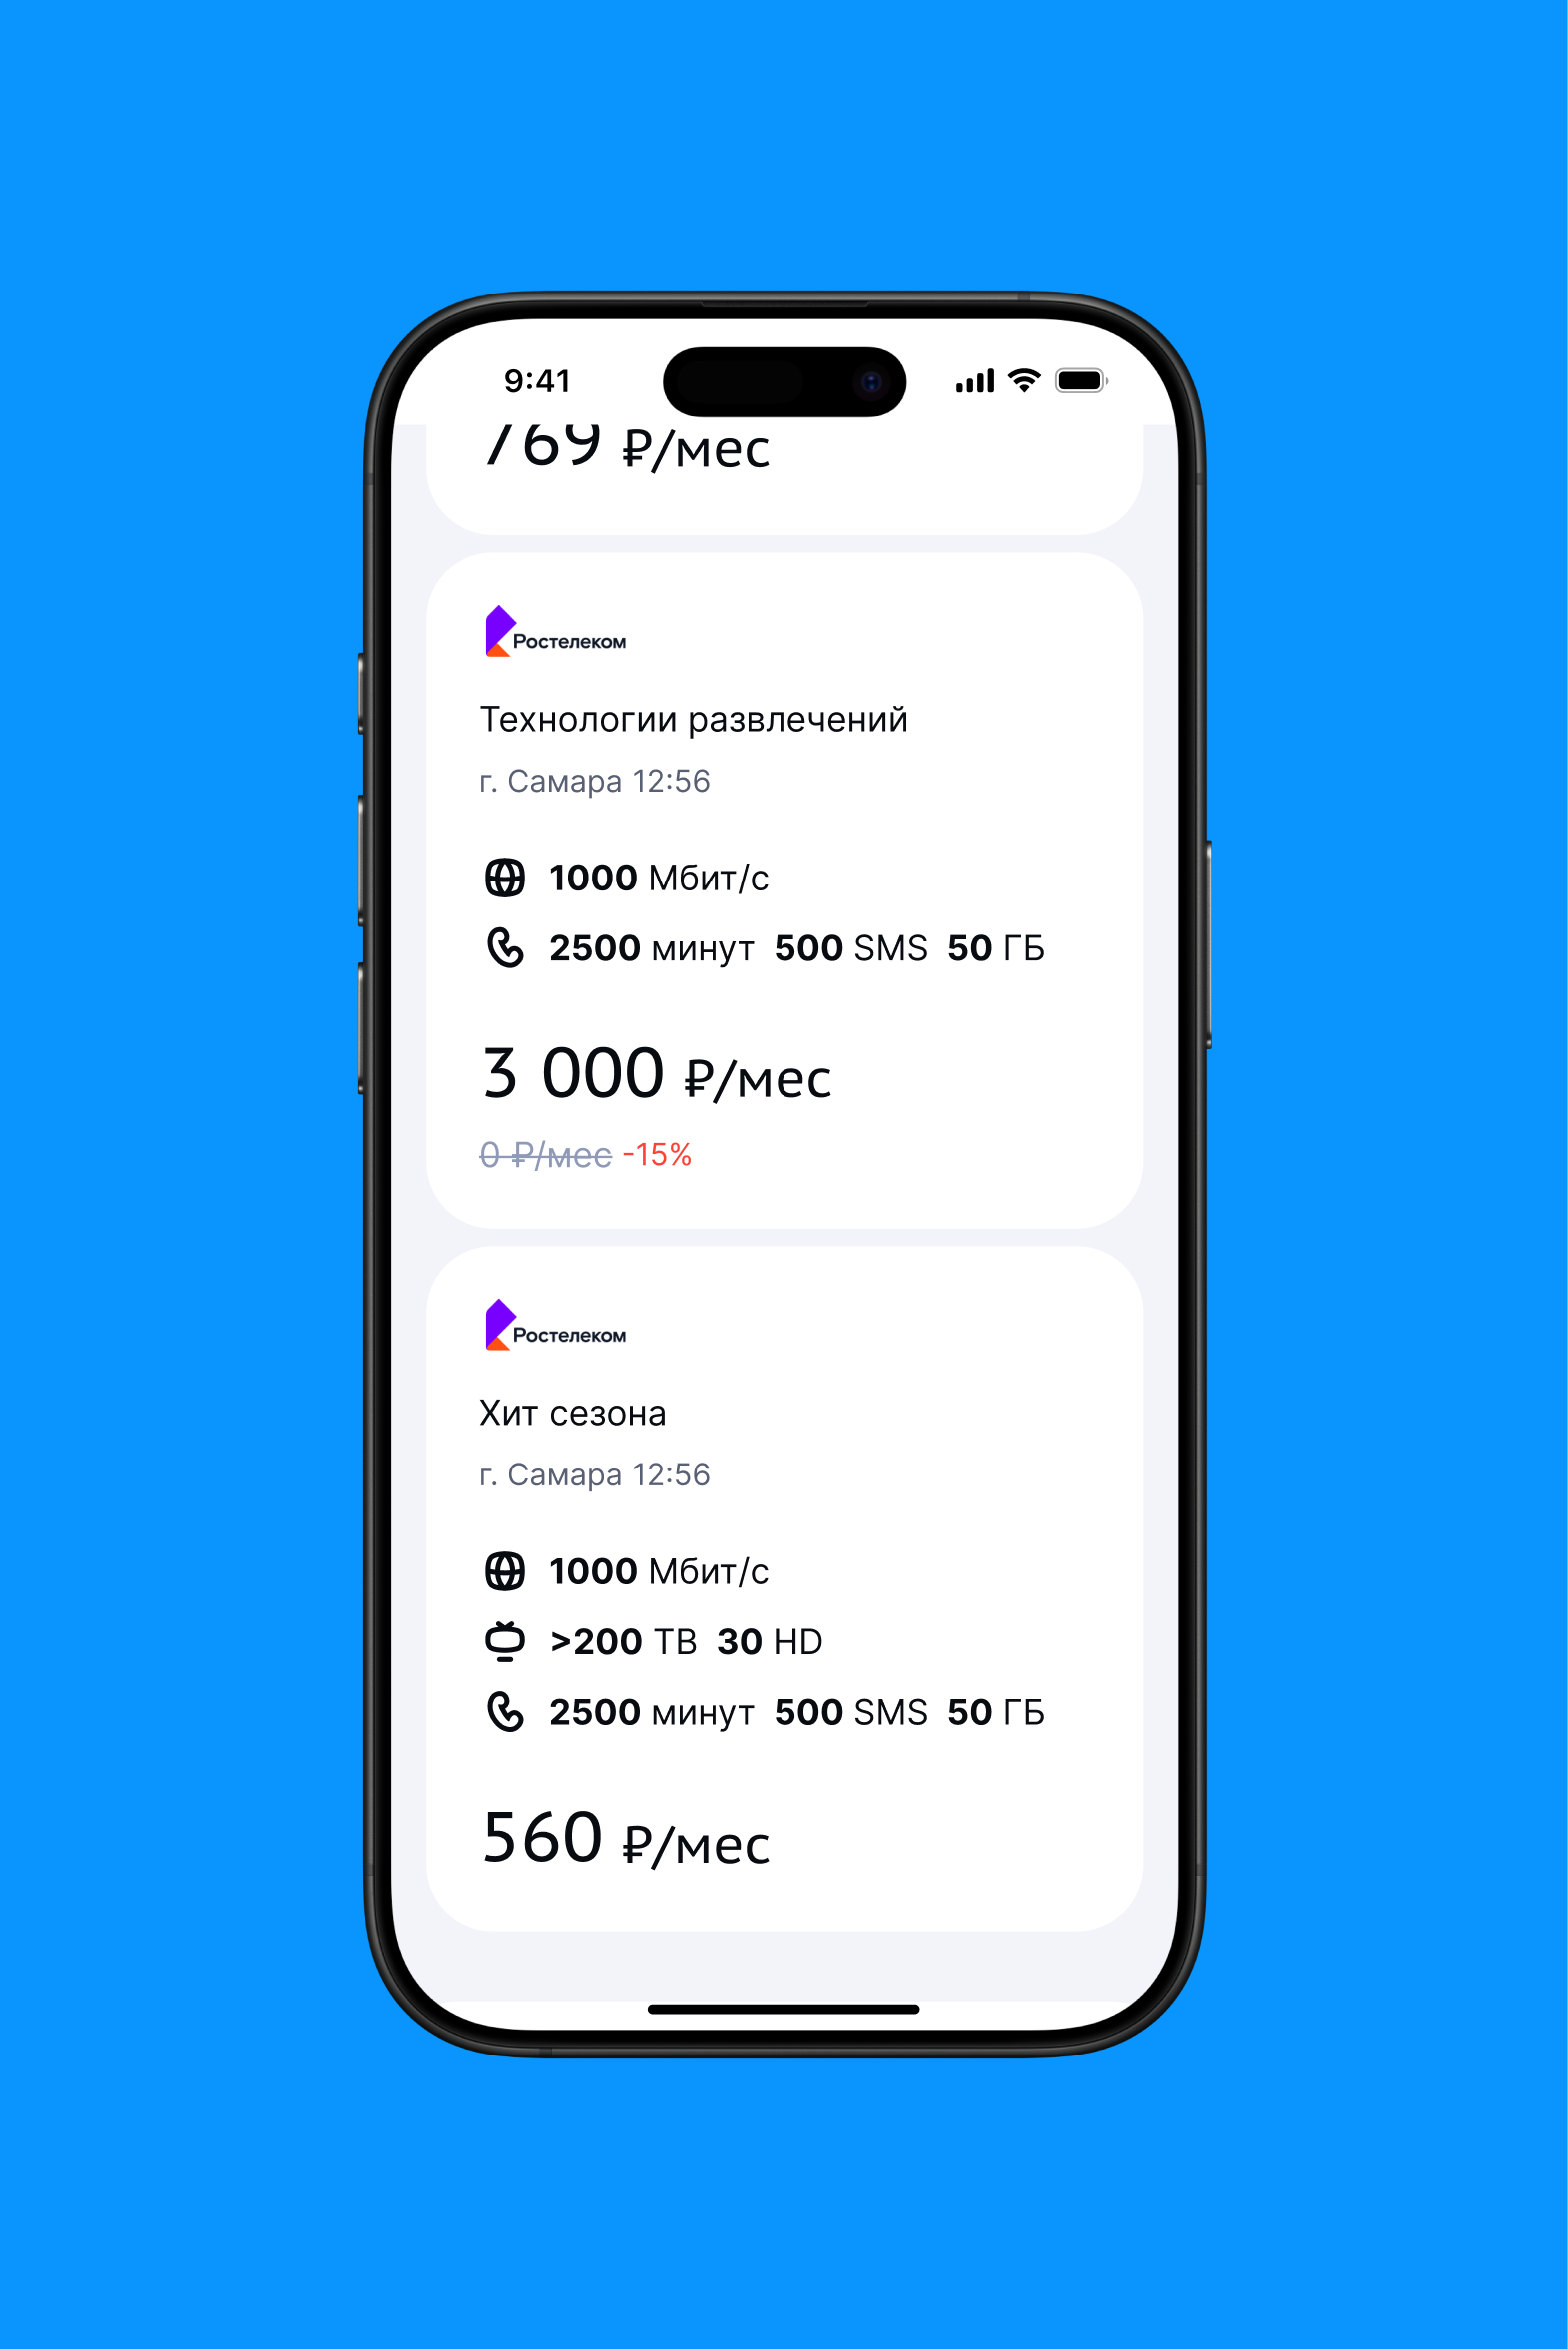 9:41
769 ₽/мес
Ростелеком
Технологии развлечений
г. Самара 12:56
1000 Мбит/с
2500 минут 500 SMS 50 ГБ
3 000 ₽/мес
0 ₽/мес -15%
Ростелеком
Хит сезона
г. Самара 12:56
1000 Мбит/с
>200 ТВ 30 HD
2500 минут 500 SMS 50 ГБ
560 ₽/мес